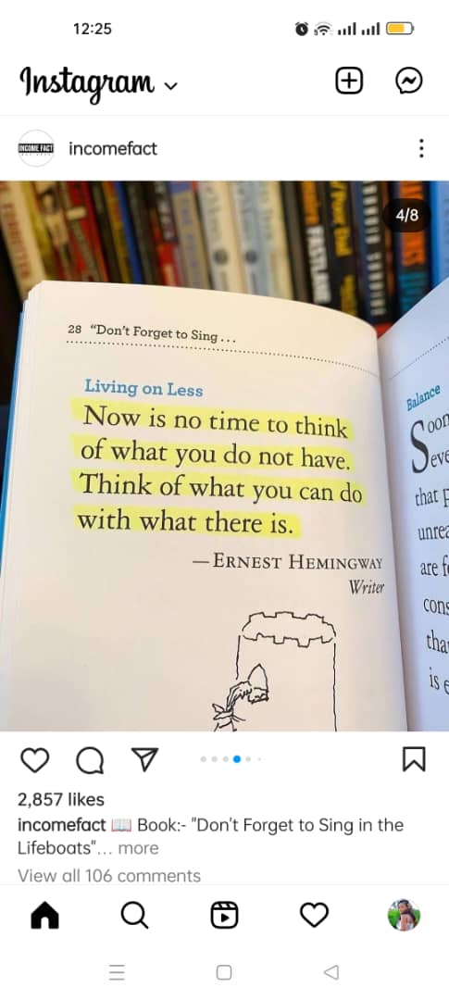 12:25
Instagram
INCOME FACT
incomefact
4/8
FASTLANE
28 "Don't Forget to Sing...
Living on Less
Now is no time to think
of what you do not have.
Think of what you can do
with what there is.
—ERNEST HEMINGWAY
Writer
Balance
Soon
eve
that p
unrea
are f
cons
tha
is e
2,857 likes
incomefact 📖 Book:- "Don't Forget to Sing in the
Lifeboats"... more
View all 106 comments